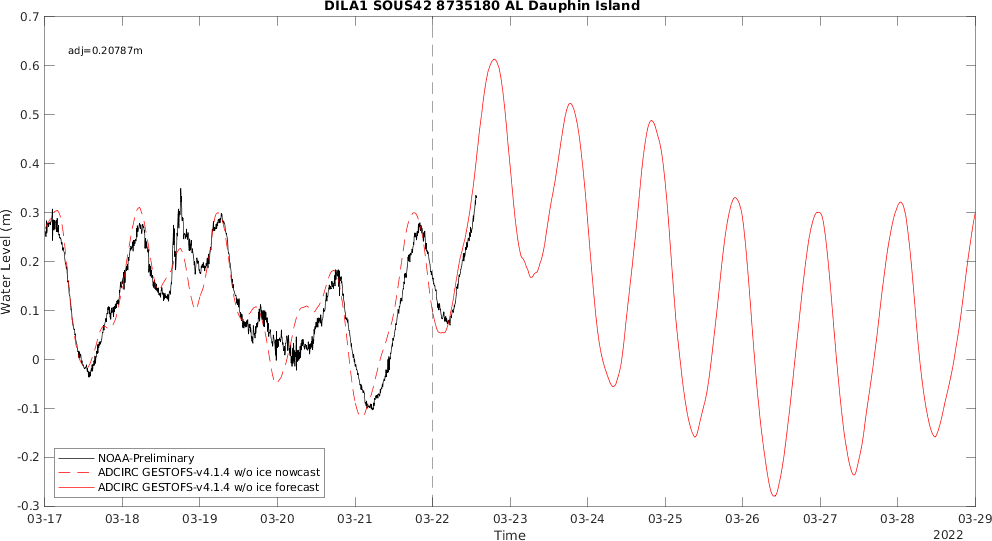 DILA1 SOUS42 8735180 AL Dauphin Island
adj=0.20787m
0.7
0.6
0.5
0.4
0.3
0.2
0.1
0
-0.1
-0.2
-0.3
Water Level (m)
NOAA-Preliminary
ADCIRC GESTOFS-v4.1.4 w/o ice nowcast
ADCIRC GESTOFS-v4.1.4 w/o ice forecast
03-17 03-18 03-19 03-20 03-21 03-22 03-23 03-24 03-25 03-26 03-27 03-28 03-29
Time
2022